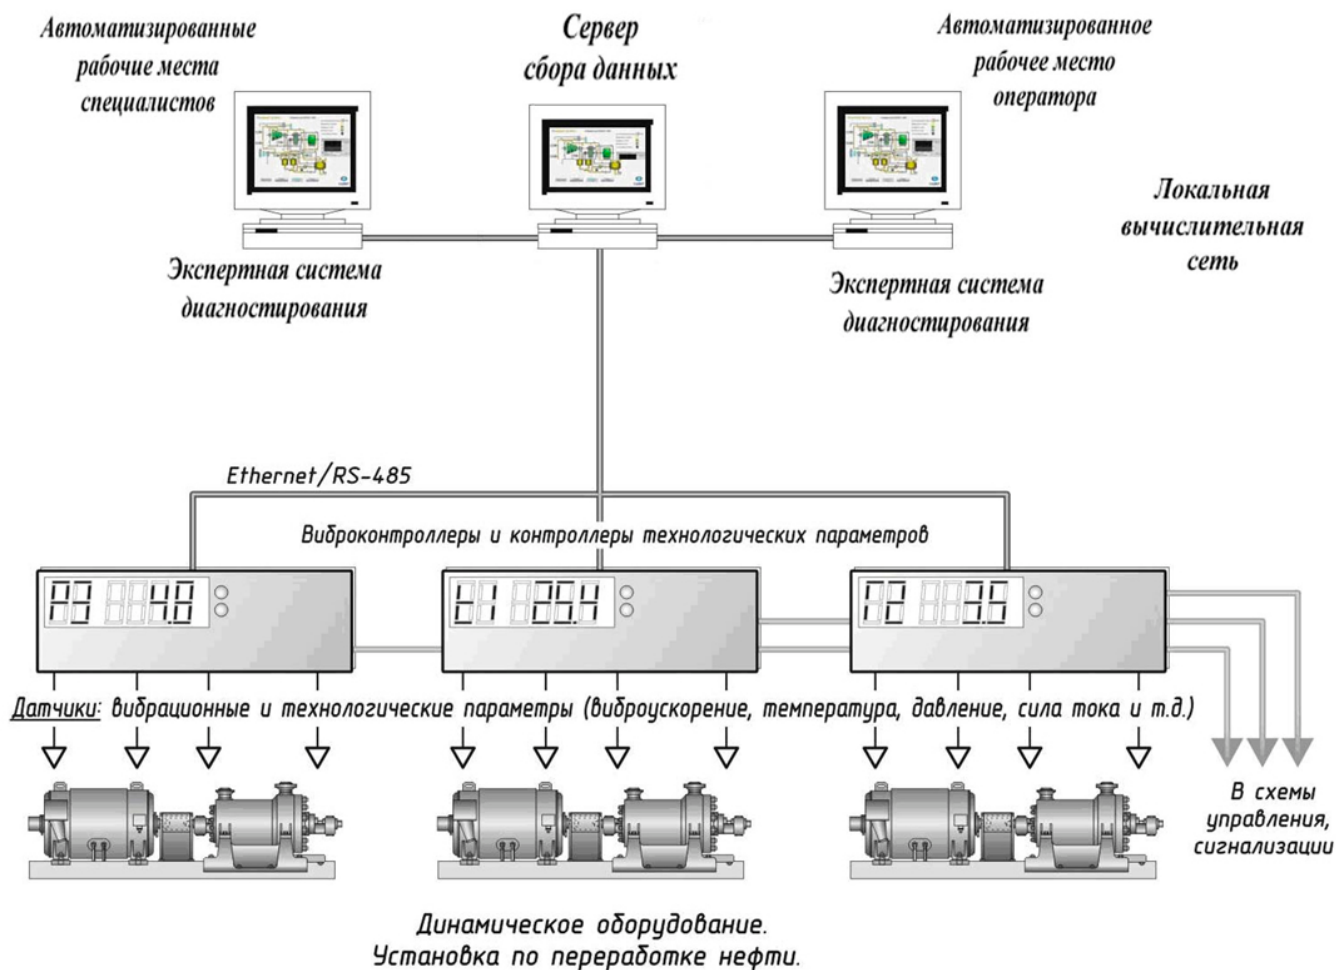 Автоматизированные
рабочие места
специалистов
Сервер
сбора данных
Автоматизированное
рабочее место
оператора
Локальная
вычислительная
сеть
Экспертная система
диагностирования
Экспертная система
диагностирования
Ethernet/RS-485
Виброконтроллеры и контроллеры технологических параметров
Датчики: вибрационные и технологические параметры (виброускорение, температура, давление, сила тока и т.д.)
В схемы
управления,
сигнализации
Динамическое оборудование.
Установка по переработке нефти.